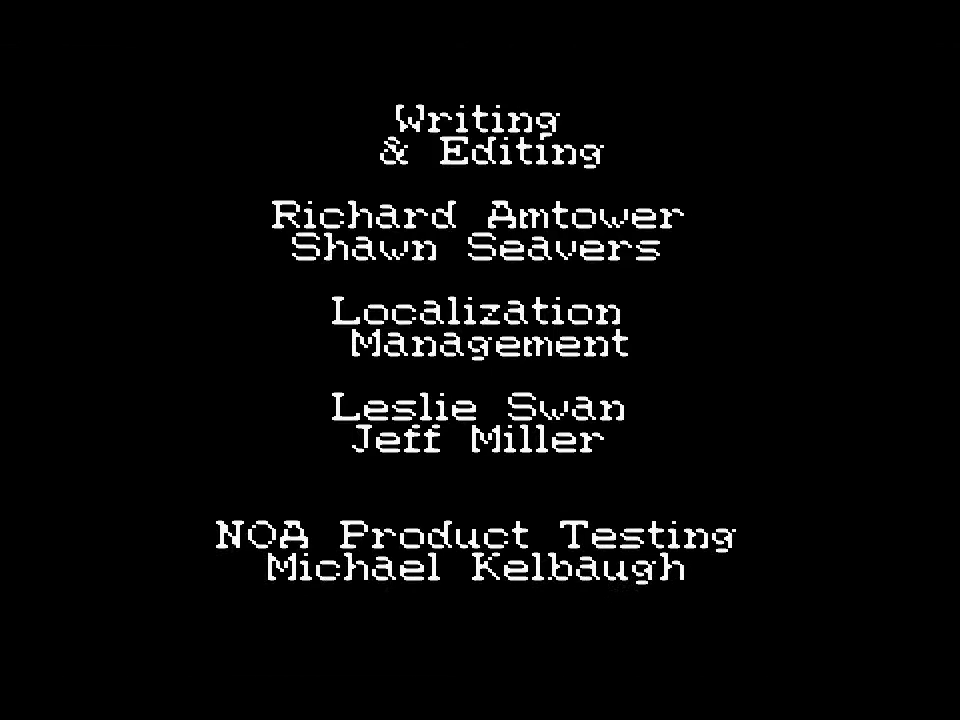 Writing
& Editing
Richard Amtower
Shawn Seavers
Localization
Management
Leslie Swan
Jeff Miller
NOA Product Testing
Michael Kelbaugh